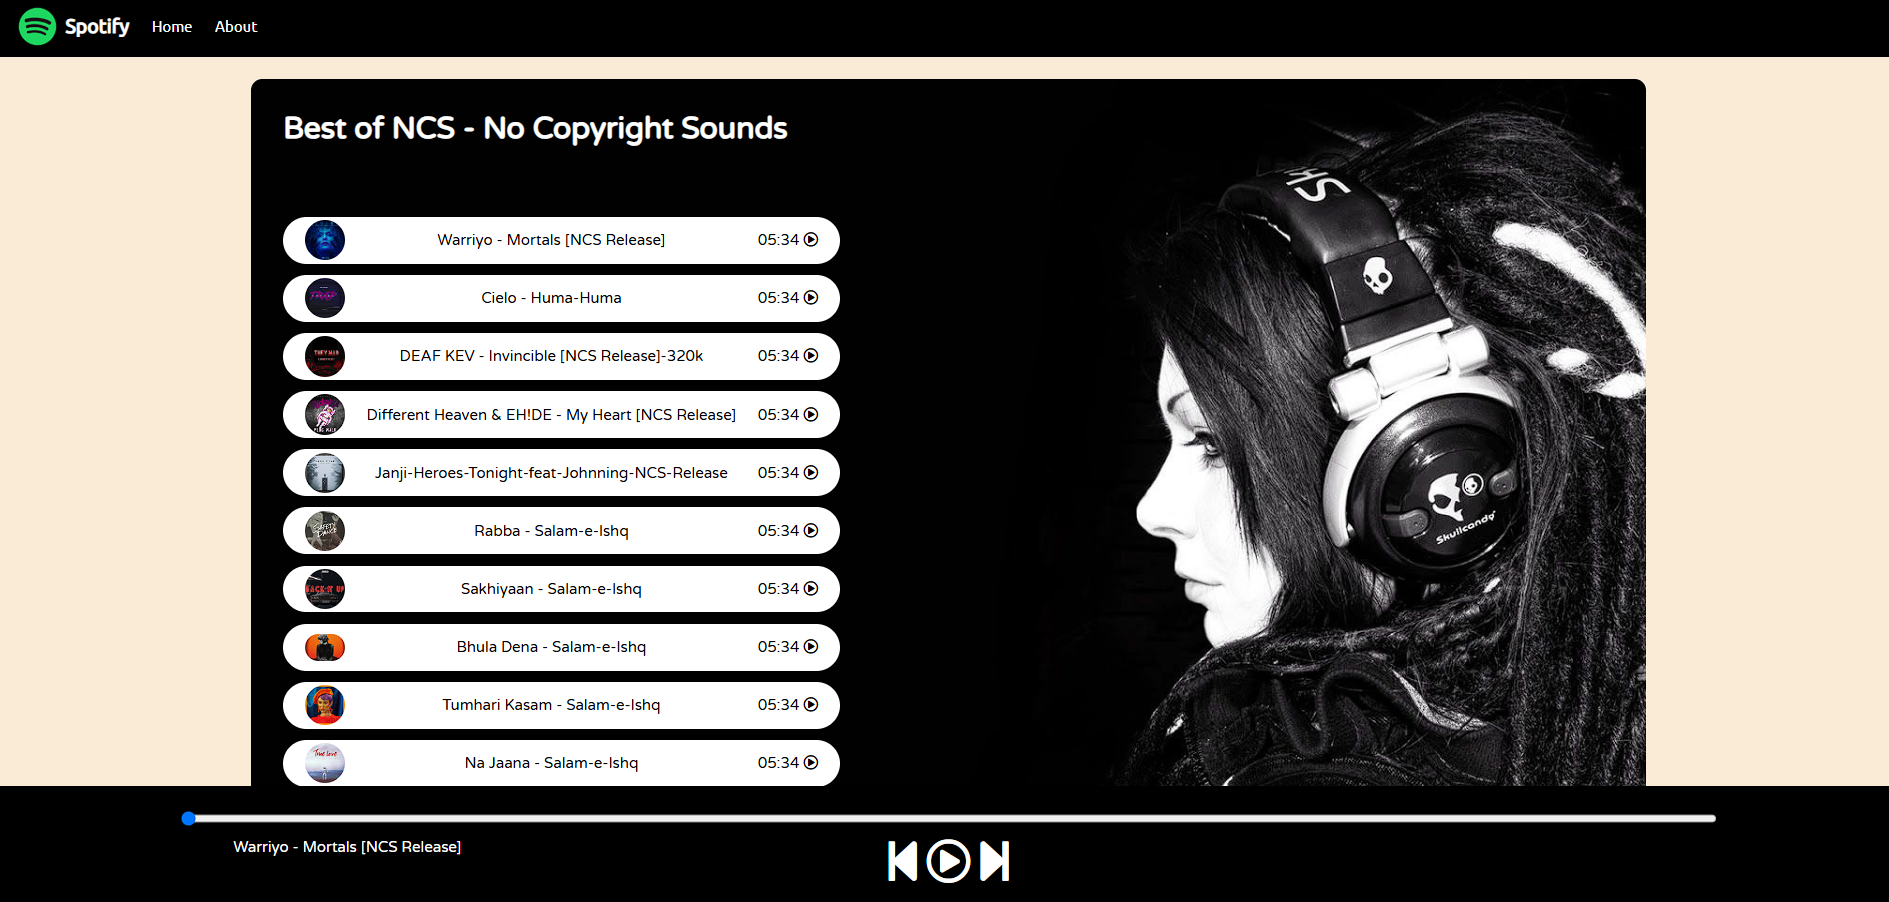 Spotify Home About
Best of NCS - No Copyright Sounds
Warriyo - Mortals [NCS Release] 05:34
Cielo - Huma-Huma 05:34
DEAF KEV - Invincible [NCS Release]-320k 05:34
Different Heaven & EH!DE - My Heart [NCS Release] 05:34
Janji-Heroes-Tonight-feat-Johnning-NCS-Release 05:34
Rabba - Salam-e-Ishq 05:34
Sakhiyaan - Salam-e-Ishq 05:34
Bhula Dena - Salam-e-Ishq 05:34
Tumhari Kasam - Salam-e-Ishq 05:34
Na Jaana - Salam-e-Ishq 05:34
Skullcandy
Warriyo - Mortals [NCS Release]